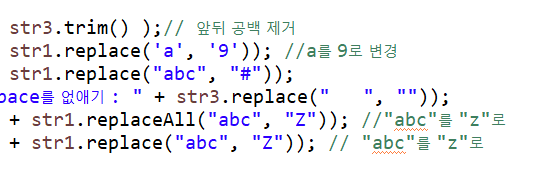 str3.trim() );// 앞뒤 공백 제거
str1.replace('a', '9')); //a를 9로 변경
str1.replace("abc", "#"));
pace를 없애기 : " + str3.replace("   ", ""));
+ str1.replaceAll("abc", "Z")); //"abc"를 "z"로
+ str1.replace("abc", "Z")); // "abc"를 "z"로